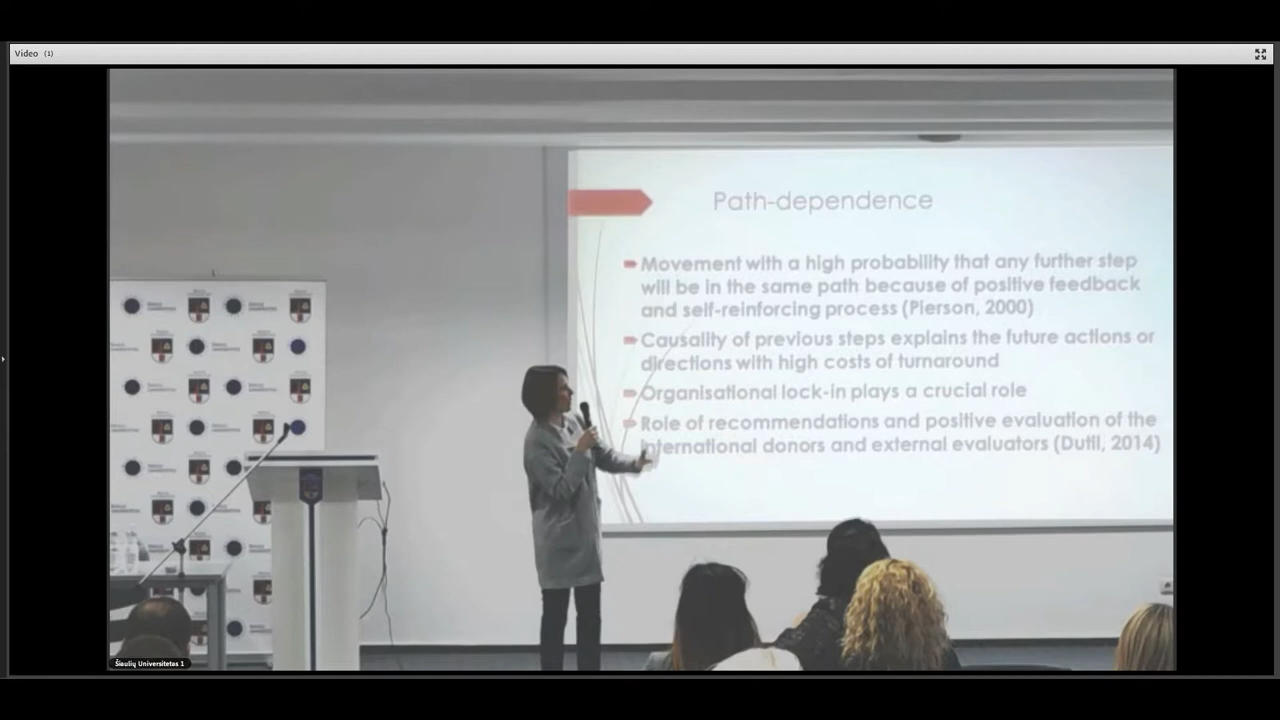 Video (1)
Path-dependence
Movement with a high probability that any further step
will be in the same path because of positive feedback
and self-reinforcing process (Pierson, 2000)
Causality of previous steps explains the future actions or
directions with high costs of turnaround
Organisational lock-in plays a crucial role
Role of recommendations and positive evaluation of the
international donors and external evaluators (Dutil, 2014)
Šiaulių Universitetas 1